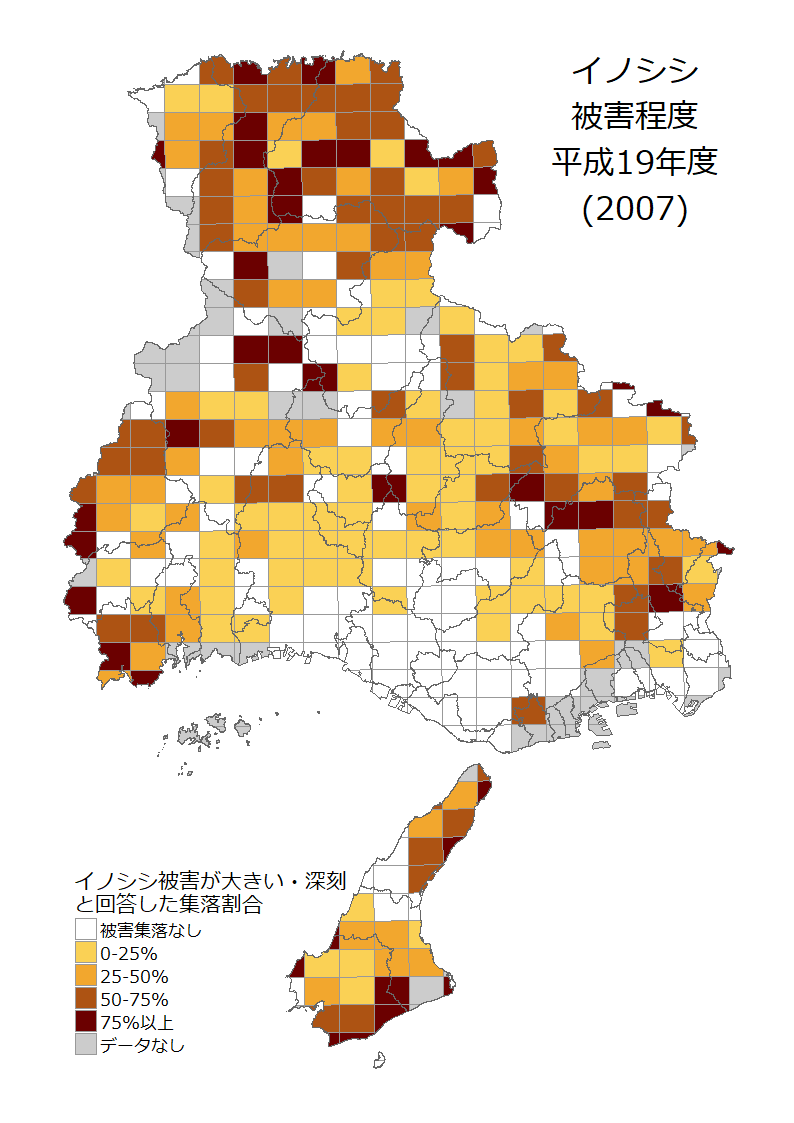 イノシシ
被害程度
平成19年度
(2007)
イノシシ被害が大きい・深刻
と回答した集落割合
被害集落なし
0-25%
25-50%
50-75%
75%以上
データなし